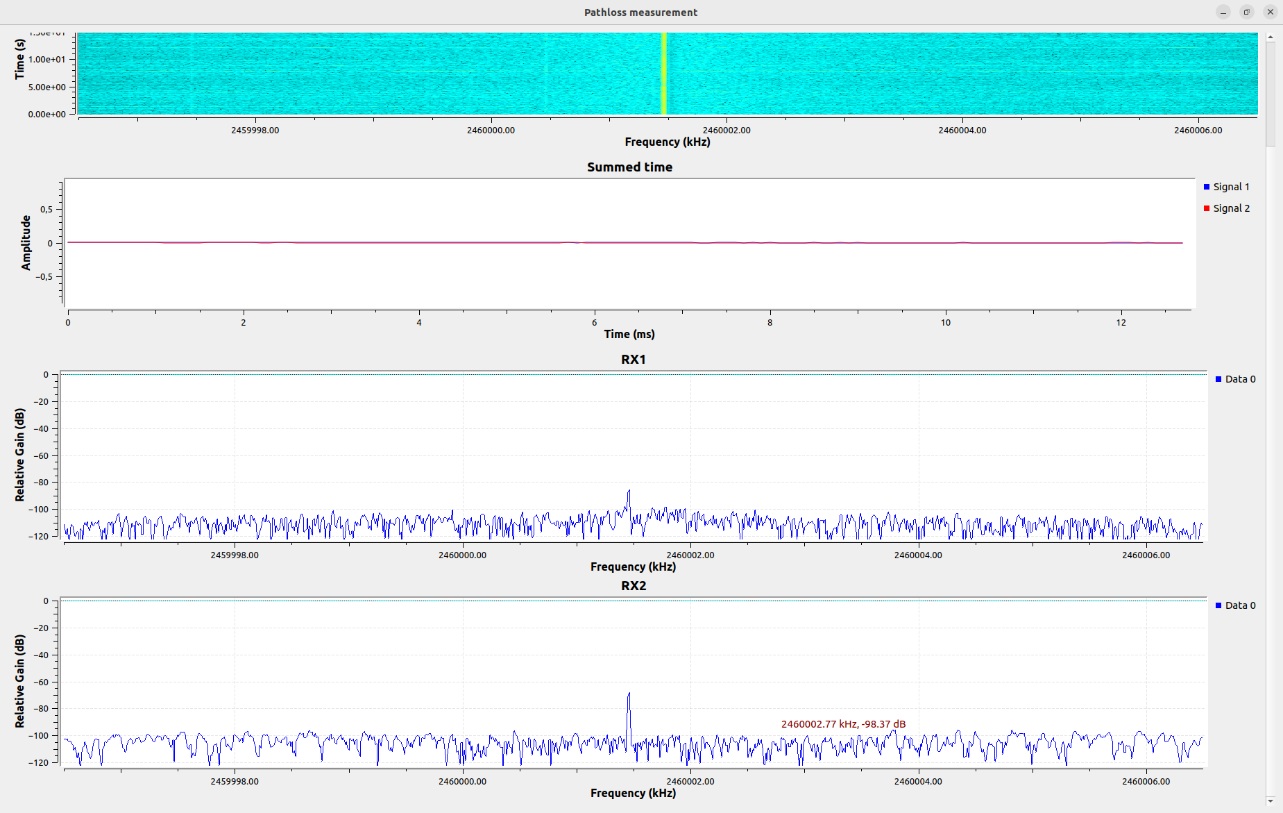 Pathloss measurement
1.50e+01
1.00e+01
5.00e+00
0.00e+00
Time (s)
2459998.00 2460000.00 2460002.00 2460004.00 2460006.00
Frequency (kHz)
Summed time
Signal 1
Signal 2
0,5
0
−0,5
Amplitude
0 2 4 6 8 10 12
Time (ms)
RX1
Data 0
0
−20
−40
−60
−80
−100
−120
Relative Gain (dB)
2459998.00 2460000.00 2460002.00 2460004.00 2460006.00
Frequency (kHz)
RX2
Data 0
0
−20
−40
−60
−80
−100
−120
Relative Gain (dB)
2460002.77 kHz, -98.37 dB
2459998.00 2460000.00 2460002.00 2460004.00 2460006.00
Frequency (kHz)